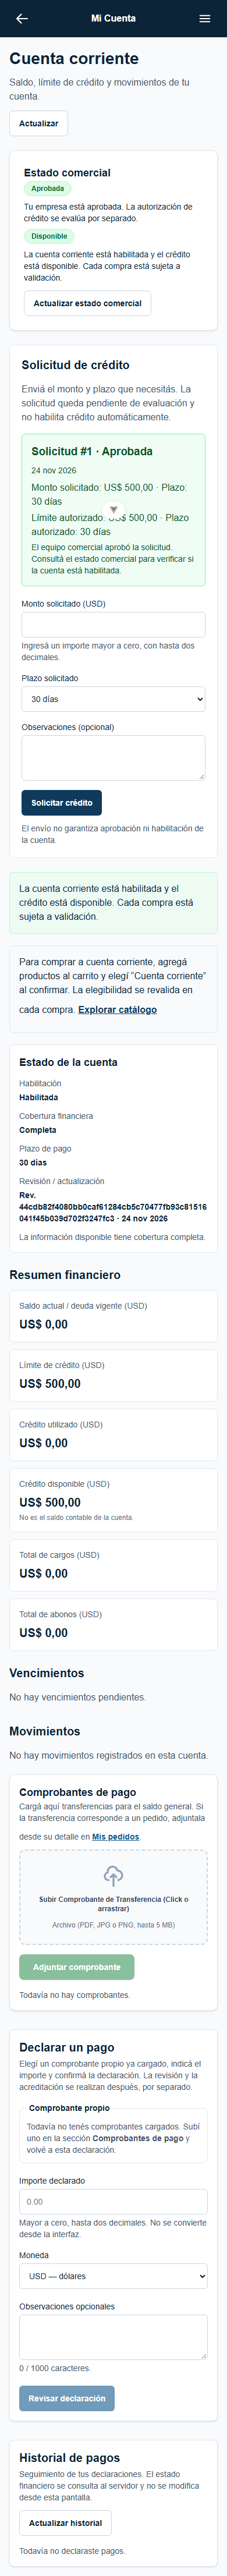 Mi Cuenta
Cuenta corriente
Saldo, límite de crédito y movimientos de tu
cuenta.
Actualizar
Estado comercial
Aprobada
Tu empresa está aprobada. La autorización de
crédito se evalúa por separado.
Disponible
La cuenta corriente está habilitada y el crédito
está disponible. Cada compra está sujeta a
validación.
Actualizar estado comercial
Solicitud de crédito
Enviá el monto y plazo que necesitás. La
solicitud queda pendiente de evaluación y
no habilita crédito automáticamente.
Solicitud #1 · Aprobada
24 nov 2026
Monto solicitado: US$ 500,00 · Plazo:
30 días
Límite autorizado: US$ 500,00 · Plazo
autorizado: 30 días
El equipo comercial aprobó la solicitud.
Consultá el estado comercial para verificar si
la cuenta está habilitada.
Monto solicitado (USD)
Ingresá un importe mayor a cero, con hasta dos
decimales.
Plazo solicitado
30 días
Observaciones (opcional)
Solicitar crédito
El envío no garantiza aprobación ni habilitación de
la cuenta.
La cuenta corriente está habilitada y el
crédito está disponible. Cada compra está
sujeta a validación.
Para comprar a cuenta corriente, agregá
productos al carrito y elegí "Cuenta corriente"
al confirmar. La elegibilidad se revalida en
cada compra. Explorar catálogo
Estado de la cuenta
Habilitación
Habilitada
Cobertura financiera
Completa
Plazo de pago
30 días
Revisión / actualización
Rev.
44cdb82f4080bb0caf61284cb5c70477fb93c81516
041f45b039d702f3247fc3 · 24 nov 2026
La información disponible tiene cobertura completa.
Resumen financiero
Saldo actual / deuda vigente (USD)
US$ 0,00
Límite de crédito (USD)
US$ 500,00
Crédito utilizado (USD)
US$ 0,00
Crédito disponible (USD)
US$ 500,00
No es el saldo contable de la cuenta.
Total de cargos (USD)
US$ 0,00
Total de abonos (USD)
US$ 0,00
Vencimientos
No hay vencimientos pendientes.
Movimientos
No hay movimientos registrados en esta cuenta.
Comprobantes de pago
Cargá aquí transferencias para el saldo general. Si
la transferencia corresponde a un pedido, adjuntala
desde su detalle en Mis pedidos.
Subir Comprobante de Transferencia (Click o
arrastrar)
Archivo (PDF, JPG o PNG, hasta 5 MB)
Adjuntar comprobante
Todavía no hay comprobantes.
Declarar un pago
Elegí un comprobante propio ya cargado, indicá el
importe y confirmá la declaración. La revisión y la
acreditación se realizan después, por separado.
Comprobante propio
Todavía no tenés comprobantes cargados. Subí
uno en la sección Comprobantes de pago y
volvé a esta declaración.
Importe declarado
0.00
Mayor a cero, hasta dos decimales. No se convierte
desde la interfaz.
Moneda
USD — dólares
Observaciones opcionales
0 / 1000 caracteres.
Revisar declaración
Historial de pagos
Seguimiento de tus declaraciones. El estado
financiero se consulta al servidor y no se modifica
desde esta pantalla.
Actualizar historial
Todavía no declaraste pagos.